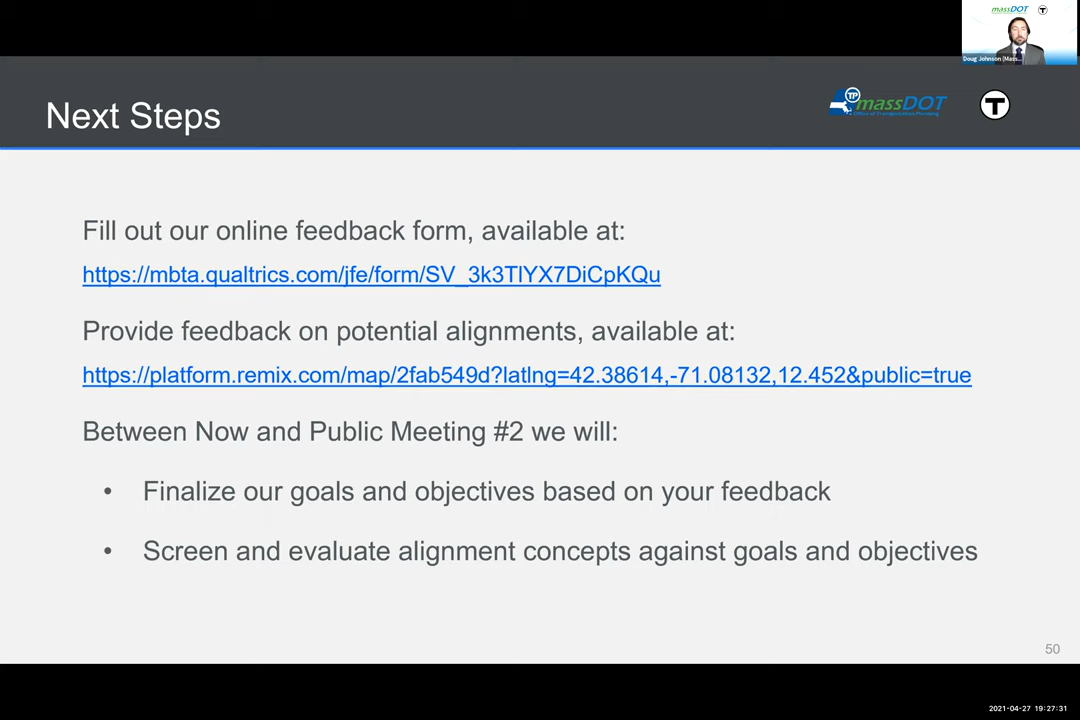 massDOT
T
Doug Johnson (Mass...
Next Steps
TP
massDOT
Office of Transportation Planning
T
Fill out our online feedback form, available at:
https://mbta.qualtrics.com/jfe/form/SV_3k3TlYX7DiCpKQu
Provide feedback on potential alignments, available at:
https://platform.remix.com/map/2fab549d?latlng=42.38614,-71.08132,12.452&public=true
Between Now and Public Meeting #2 we will:
• Finalize our goals and objectives based on your feedback
• Screen and evaluate alignment concepts against goals and objectives
50
2021-04-27 19:27:31